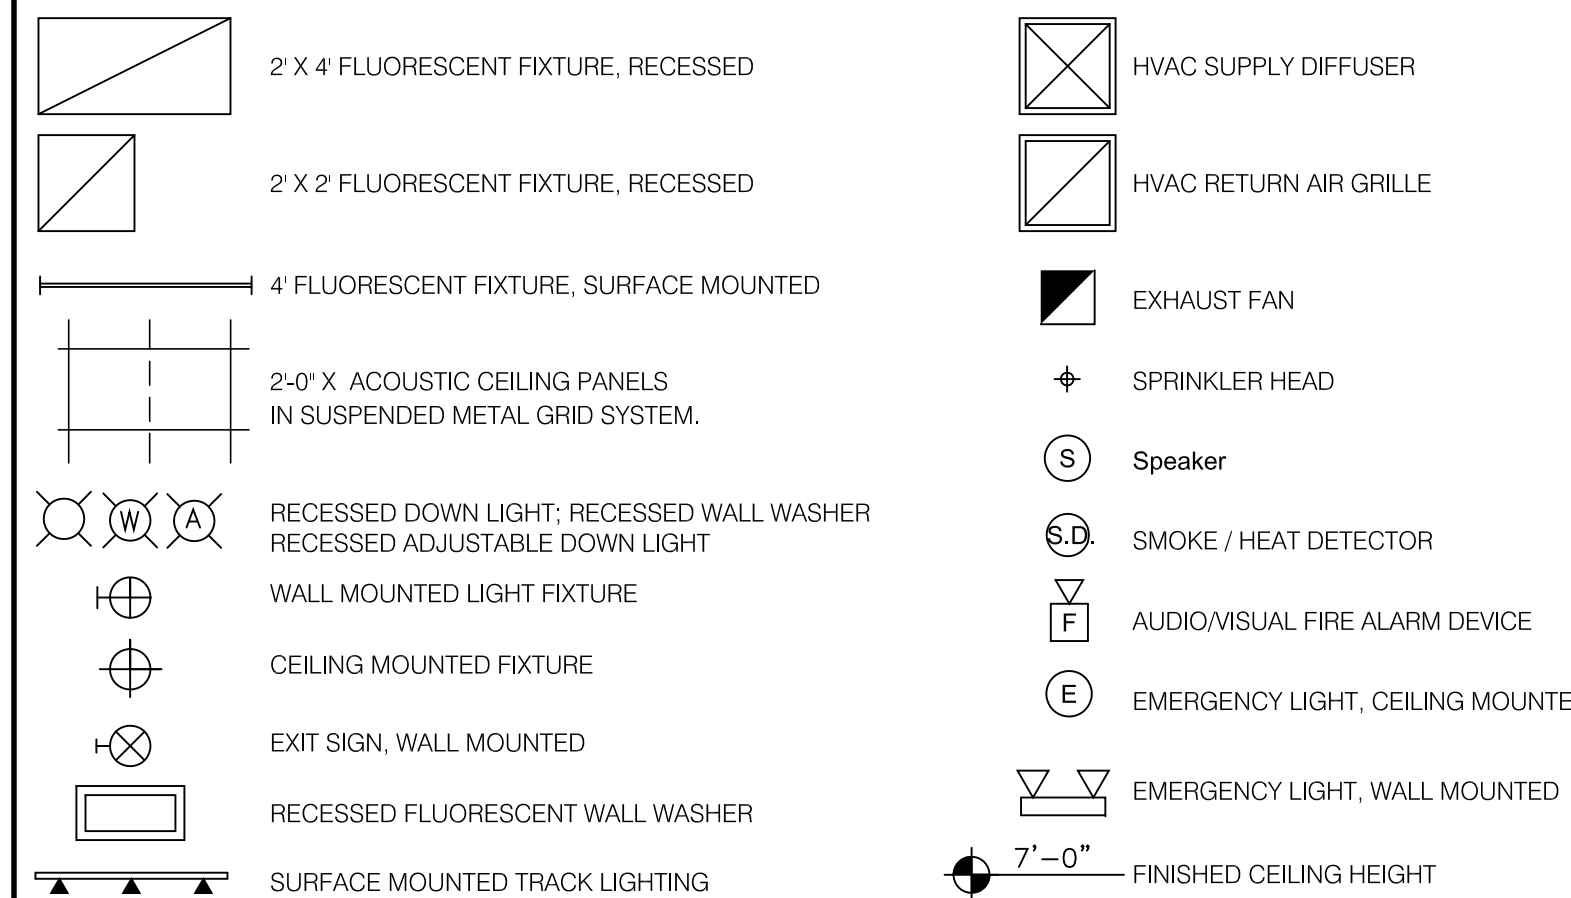 2' X 4' FLUORESCENT FIXTURE, RECESSED
2' X 2' FLUORESCENT FIXTURE, RECESSED
4' FLUORESCENT FIXTURE, SURFACE MOUNTED
2'-0" X  ACOUSTIC CEILING PANELS
IN SUSPENDED METAL GRID SYSTEM.
W A
RECESSED DOWN LIGHT; RECESSED WALL WASHER
RECESSED ADJUSTABLE DOWN LIGHT
WALL MOUNTED LIGHT FIXTURE
CEILING MOUNTED FIXTURE
EXIT SIGN, WALL MOUNTED
RECESSED FLUORESCENT WALL WASHER
SURFACE MOUNTED TRACK LIGHTING
HVAC SUPPLY DIFFUSER
HVAC RETURN AIR GRILLE
EXHAUST FAN
SPRINKLER HEAD
S Speaker
S.D. SMOKE / HEAT DETECTOR
F AUDIO/VISUAL FIRE ALARM DEVICE
E EMERGENCY LIGHT, CEILING MOUNTE
EMERGENCY LIGHT, WALL MOUNTED
7'-0" FINISHED CEILING HEIGHT